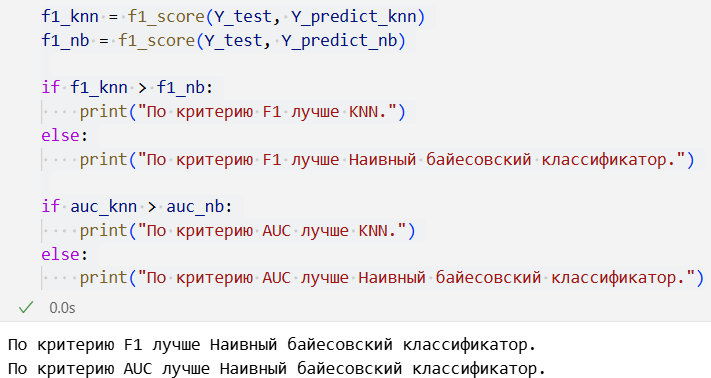 f1_knn = f1_score(Y_test, Y_predict_knn)
f1_nb = f1_score(Y_test, Y_predict_nb)
if f1_knn > f1_nb:
    print("По критерию F1 лучше KNN.")
else:
    print("По критерию F1 лучше Наивный байесовский классификатор.")
if auc_knn > auc_nb:
    print("По критерию AUC лучше KNN.")
else:
    print("По критерию AUC лучше Наивный байесовский классификатор.")
0.0s
По критерию F1 лучше Наивный байесовский классификатор.
По критерию AUC лучше Наивный байесовский классификатор.